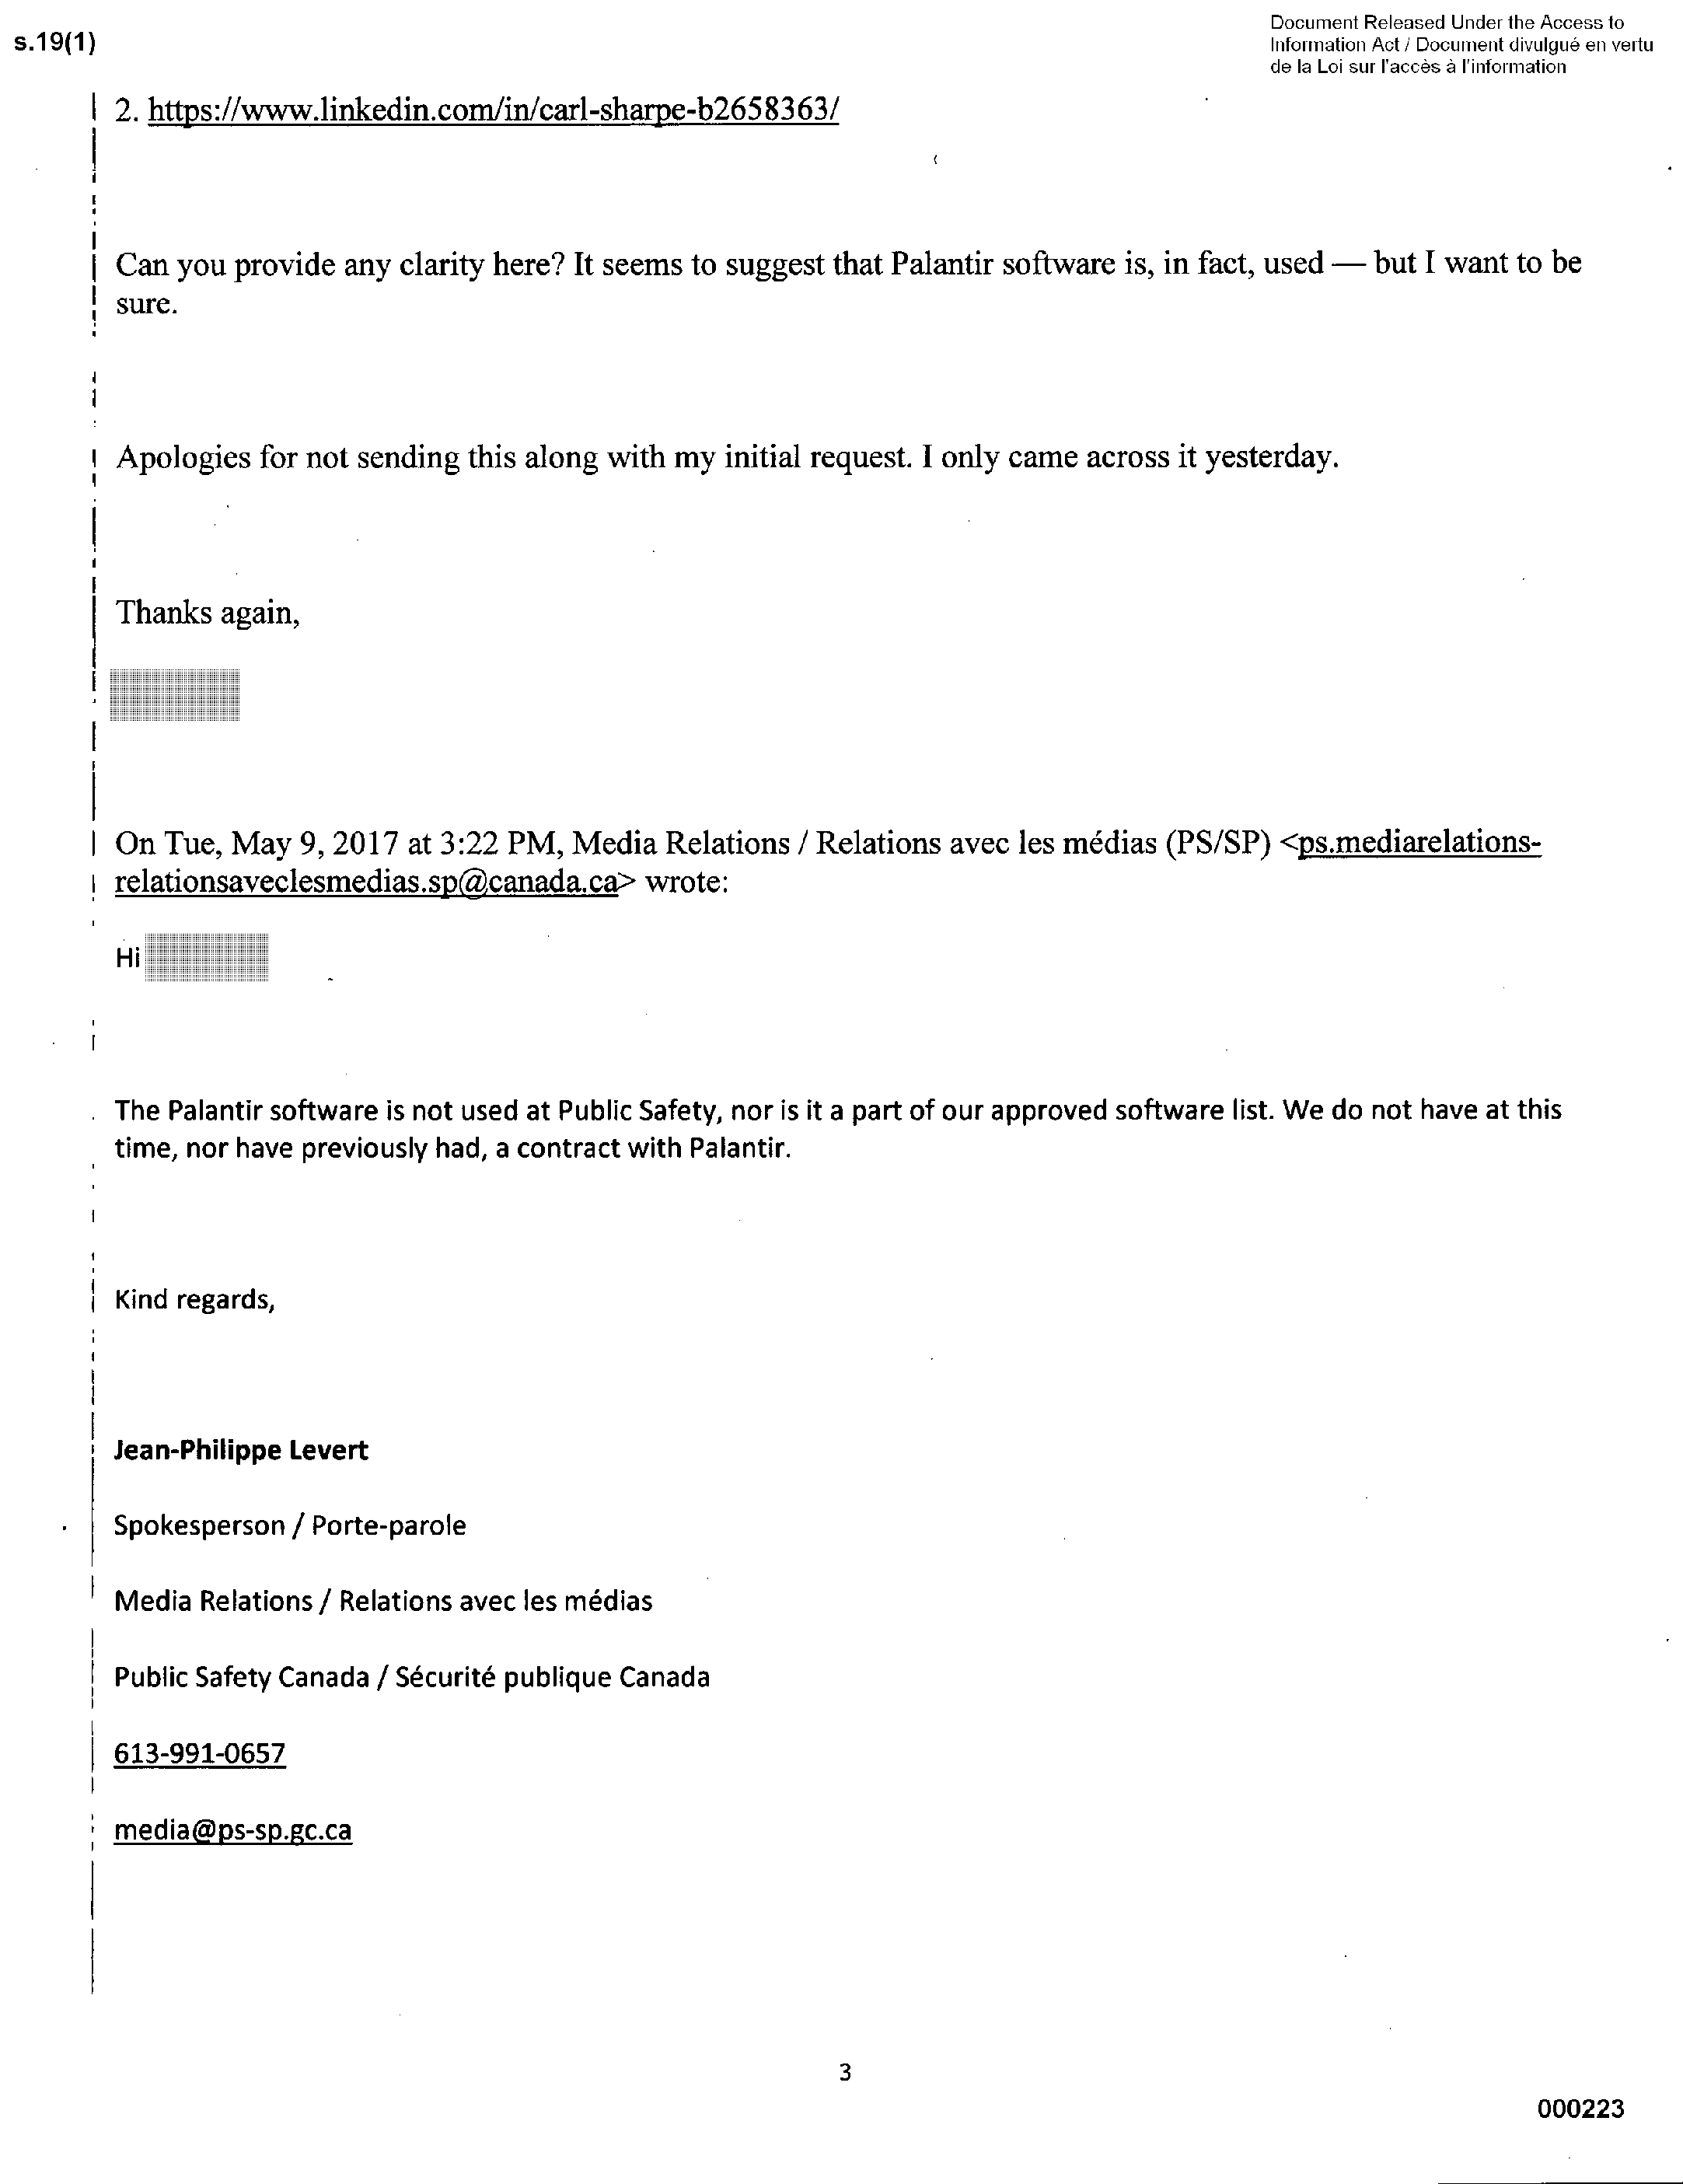 s.19(1)
Document Released Under the Access to
Information Act / Document divulgué en vertu
de la Loi sur l'accès à l'information
2. https://www.linkedin.com/in/carl-sharpe-b2658363/
Can you provide any clarity here? It seems to suggest that Palantir software is, in fact, used — but I want to be
sure.
Apologies for not sending this along with my initial request. I only came across it yesterday.
Thanks again,
On Tue, May 9, 2017 at 3:22 PM, Media Relations / Relations avec les médias (PS/SP) <ps.mediarelations-
relationsaveclesmedias.sp@canada.ca> wrote:
Hi
The Palantir software is not used at Public Safety, nor is it a part of our approved software list. We do not have at this
time, nor have previously had, a contract with Palantir.
Kind regards,
Jean-Philippe Levert
Spokesperson / Porte-parole
Media Relations / Relations avec les médias
Public Safety Canada / Sécurité publique Canada
613-991-0657
media@ps-sp.gc.ca
3
000223